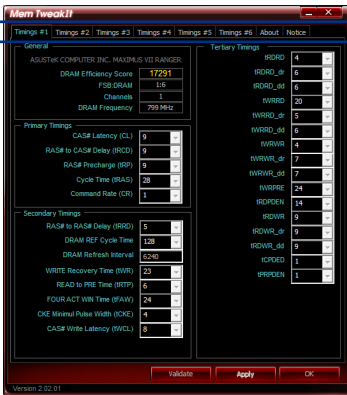 Mem TweakIt
Timings #1 Timings #2 Timings #3 Timings #4 Timings #5 Timings #6 About Notice
General
ASUSTeK COMPUTER INC. MAXIMUS VII RANGER
DRAM Efficiency Score 17291
FSB:DRAM 1:6
Channels 1
DRAM Frequency 799 MHz
Primary Timings
CAS# Latency (CL) 9
RAS# to CAS# Delay (tRCD) 9
RAS# Precharge (tRP) 9
Cycle Time (tRAS) 28
Command Rate (CR) 1
Secondary Timings
RAS# to RAS# Delay (tRRD) 5
DRAM REF Cycle Time 128
DRAM Refresh Interval 6240
WRITE Recovery Time (tWR) 23
READ to PRE Time (tRTP) 6
FOUR ACT WIN Time (tFAW) 24
CKE Minimul Pulse Width (tCKE) 4
CAS# Write Latency (tWCL) 8
Tertiary Timings
tRDRD 4
tRDRD_dr 6
tRDRD_dd 6
tWRRD 20
tWRRD_dr 5
tWRRD_dd 6
tWRWR 4
tWRWR_dr 7
tWRWR_dd 7
tWRPRE 24
tRDPDEN 14
tRDWR 9
tRDWR_dr 9
tRDWR_dd 9
tCPDED 1
tPRPDEN 1
Validate Apply OK
Version 2.02.01